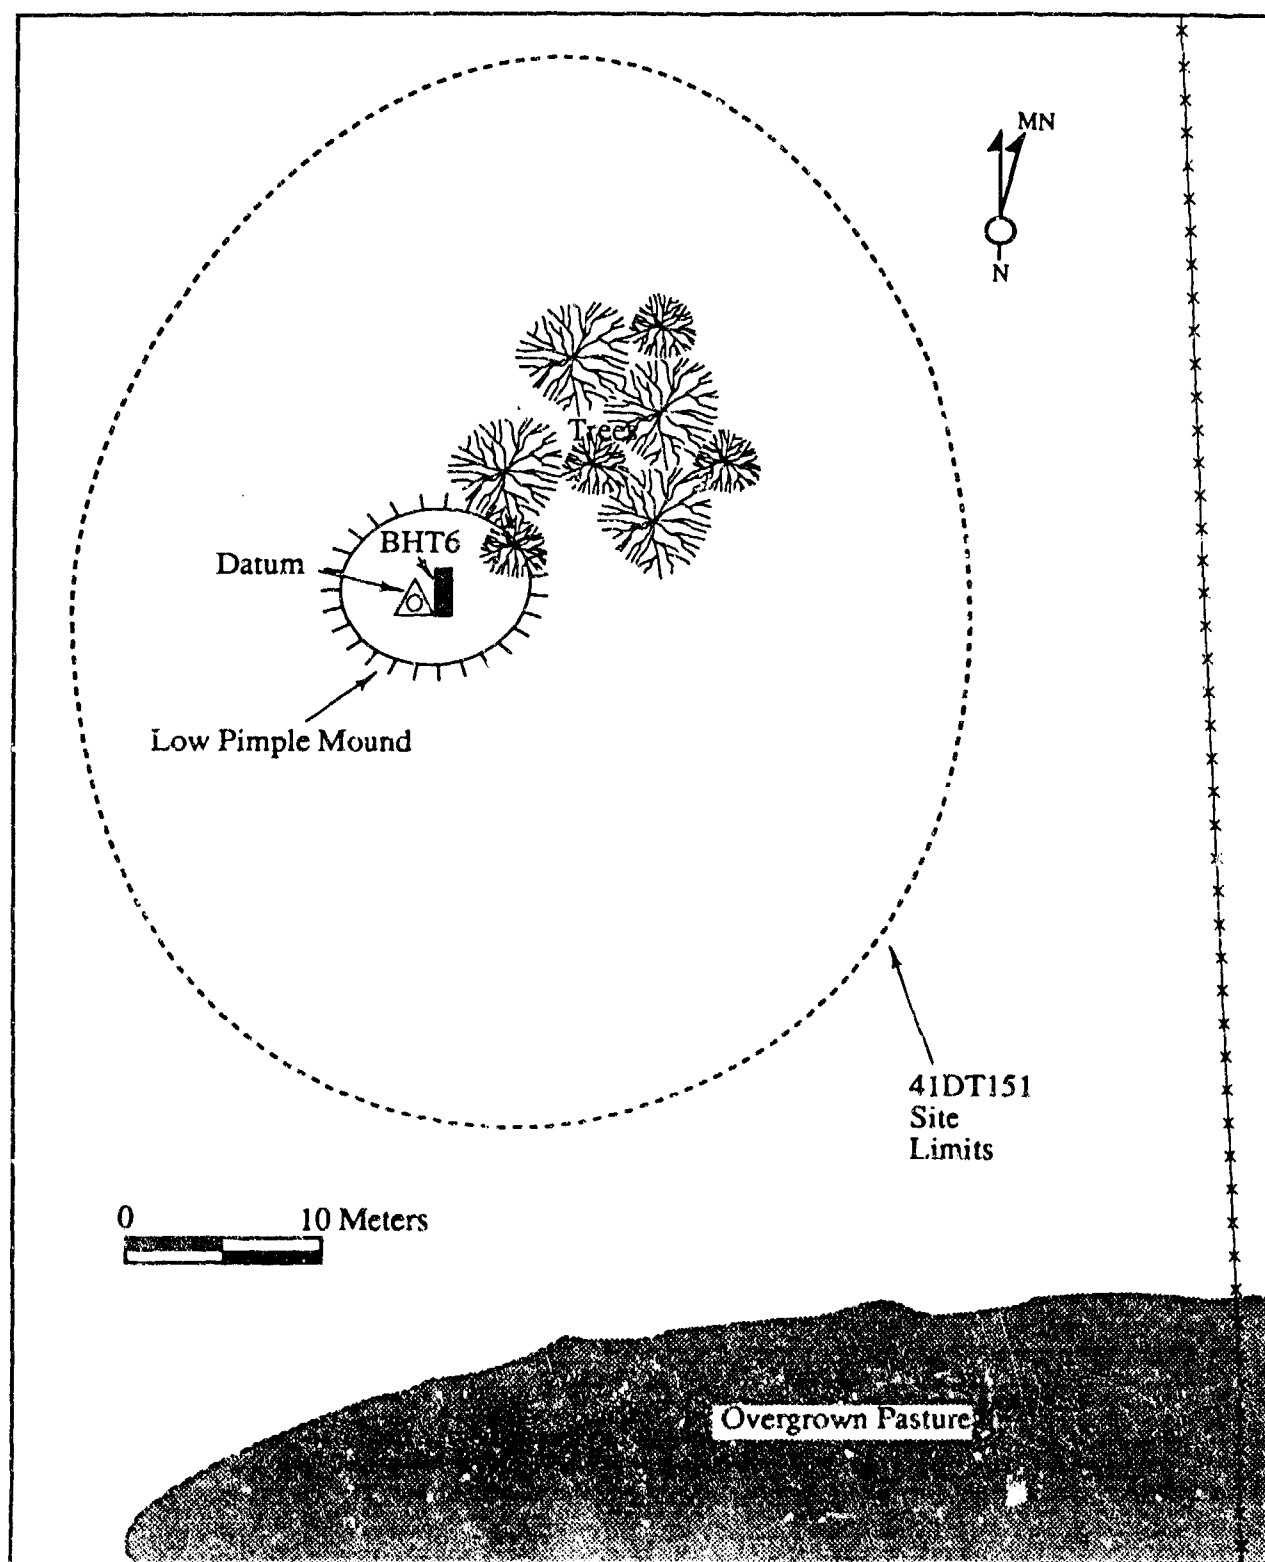 MN
N
Trees
BHT6
Datum
Low Pimple Mound
41DT151
Site
Limits
0 10 Meters
Overgrown Pasture